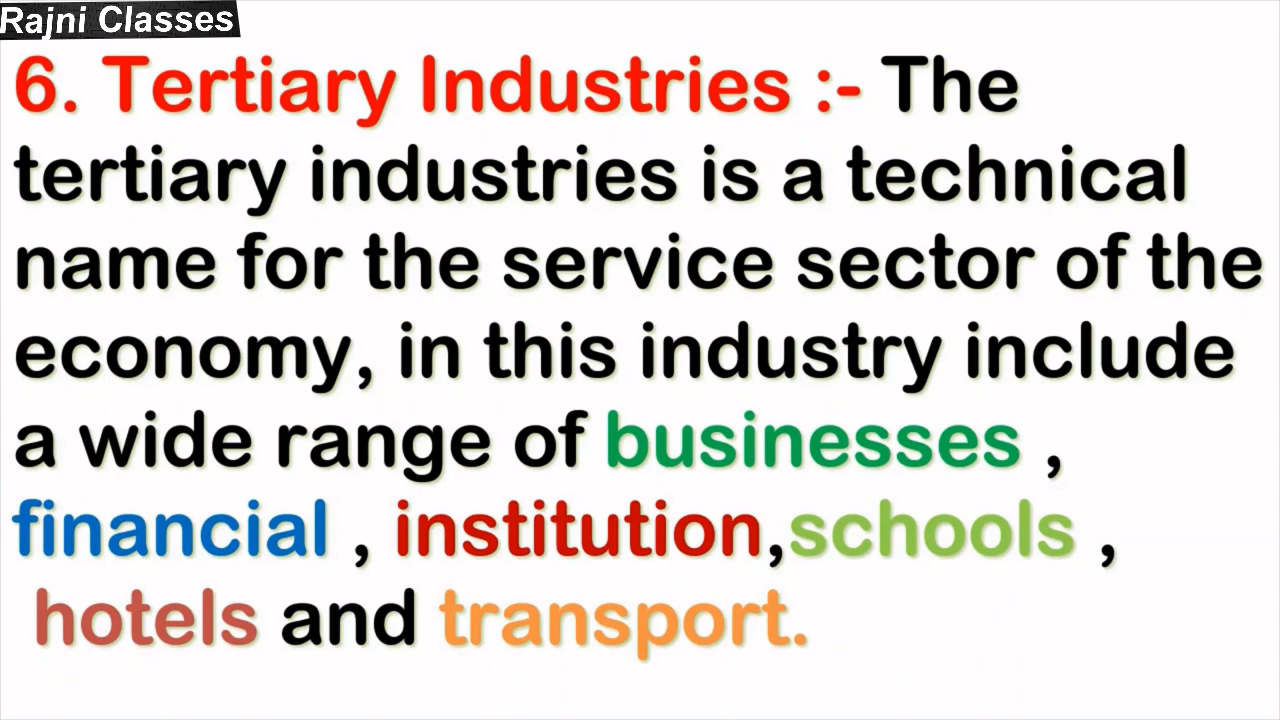 Rajni Classes
6. Tertiary Industries :- The
tertiary industries is a technical
name for the service sector of the
economy, in this industry include
a wide range of businesses ,
financial , institution,schools ,
hotels and transport.